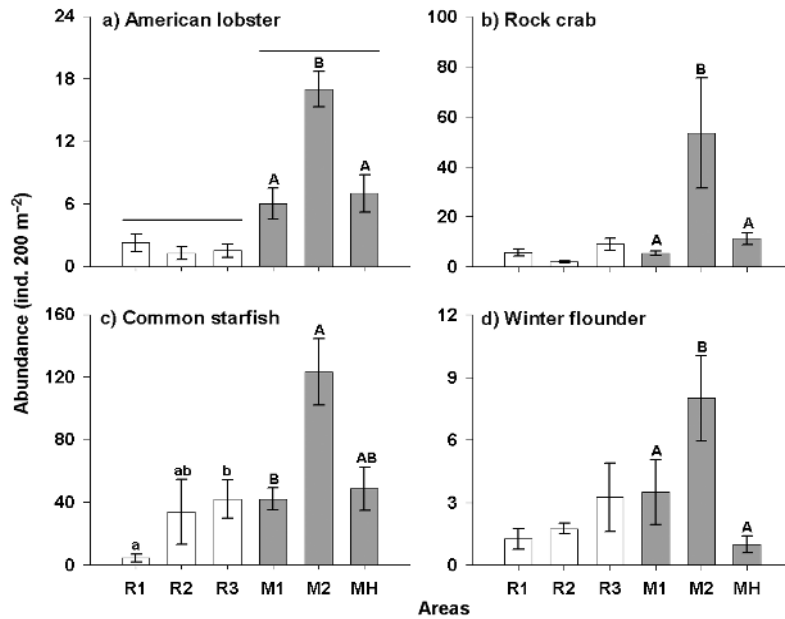 a) American lobster
24
18
12
6
0
B
A
A
b) Rock crab
100
80
60
40
20
0
B
A
A
Abundance (ind. 200 m⁻²)
c) Common starfish
160
120
80
40
0
a
ab
b
B
A
AB
R1 R2 R3 M1 M2 MH
d) Winter flounder
12
9
6
3
0
A
B
A
R1 R2 R3 M1 M2 MH
Areas